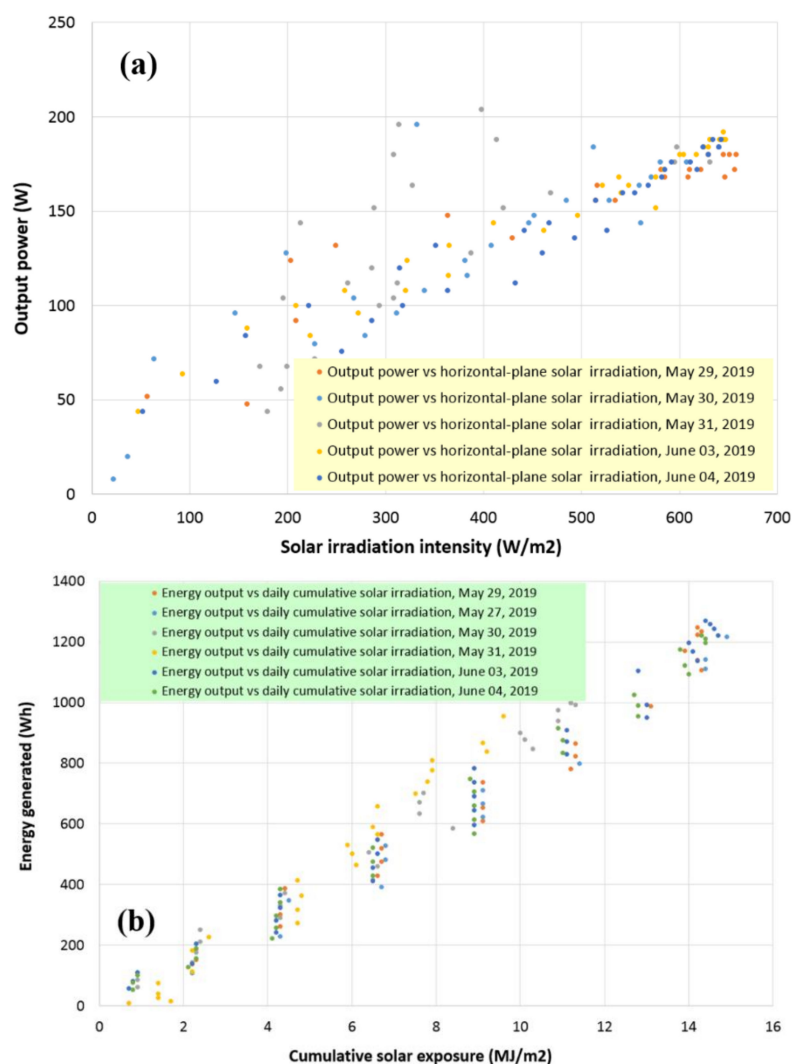 250
(a)
200
150
100
50
0
Output power (W)
Output power vs horizontal-plane solar irradiation, May 29, 2019
Output power vs horizontal-plane solar irradiation, May 30, 2019
Output power vs horizontal-plane solar irradiation, May 31, 2019
Output power vs horizontal-plane solar irradiation, June 03, 2019
Output power vs horizontal-plane solar irradiation, June 04, 2019
0 100 200 300 400 500 600 700
Solar irradiation intensity (W/m2)
1400
1200
1000
800
600
400
200
0
Energy generated (Wh)
Energy output vs daily cumulative solar irradiation, May 29, 2019
Energy output vs daily cumulative solar irradiation, May 27, 2019
Energy output vs daily cumulative solar irradiation, May 30, 2019
Energy output vs daily cumulative solar irradiation, May 31, 2019
Energy output vs daily cumulative solar irradiation, June 03, 2019
Energy output vs daily cumulative solar irradiation, June 04, 2019
(b)
0 2 4 6 8 10 12 14 16
Cumulative solar exposure (MJ/m2)